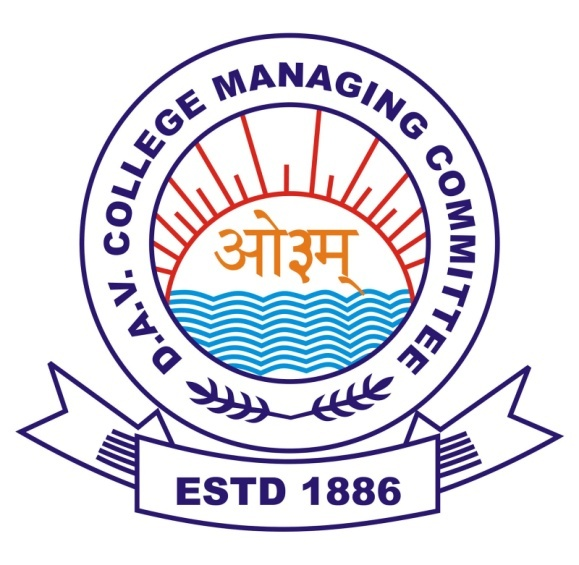 D.A.V. COLLEGE MANAGING COMMITTEE
ओ३म्
ESTD 1886